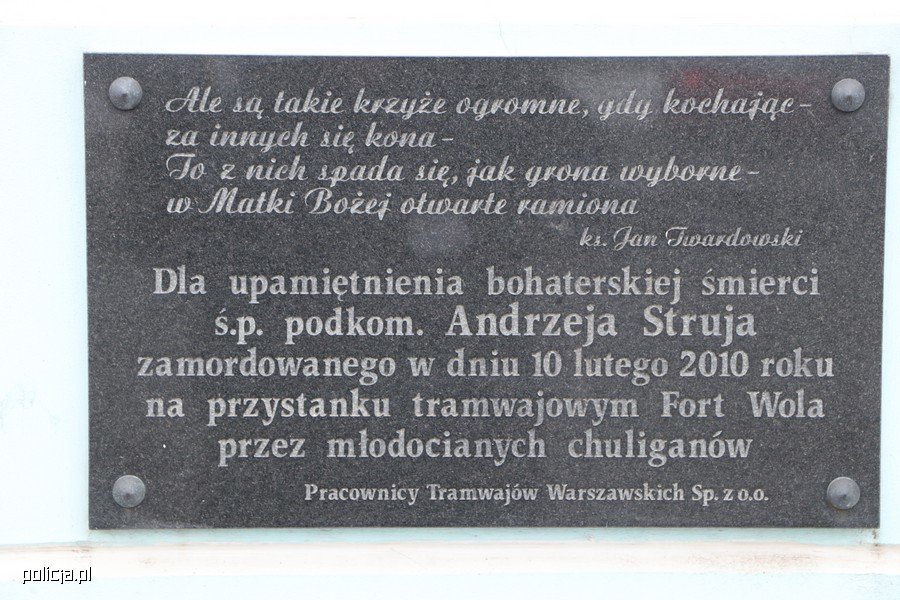 Ale są takie krzyże ogromne, gdy kochając –
za innych się kona –
To z nich spada się, jak grona wyborne –
w Matki Bożej otwarte ramiona
ks. Jan Twardowski
Dla upamiętnienia bohaterskiej śmierci
ś.p. podkom. Andrzeja Struja
zamordowanego w dniu 10 lutego 2010 roku
na przystanku tramwajowym Fort Wola
przez młodocianych chuliganów
Pracownicy Tramwajów Warszawskich Sp. z o.o.
policja.pl